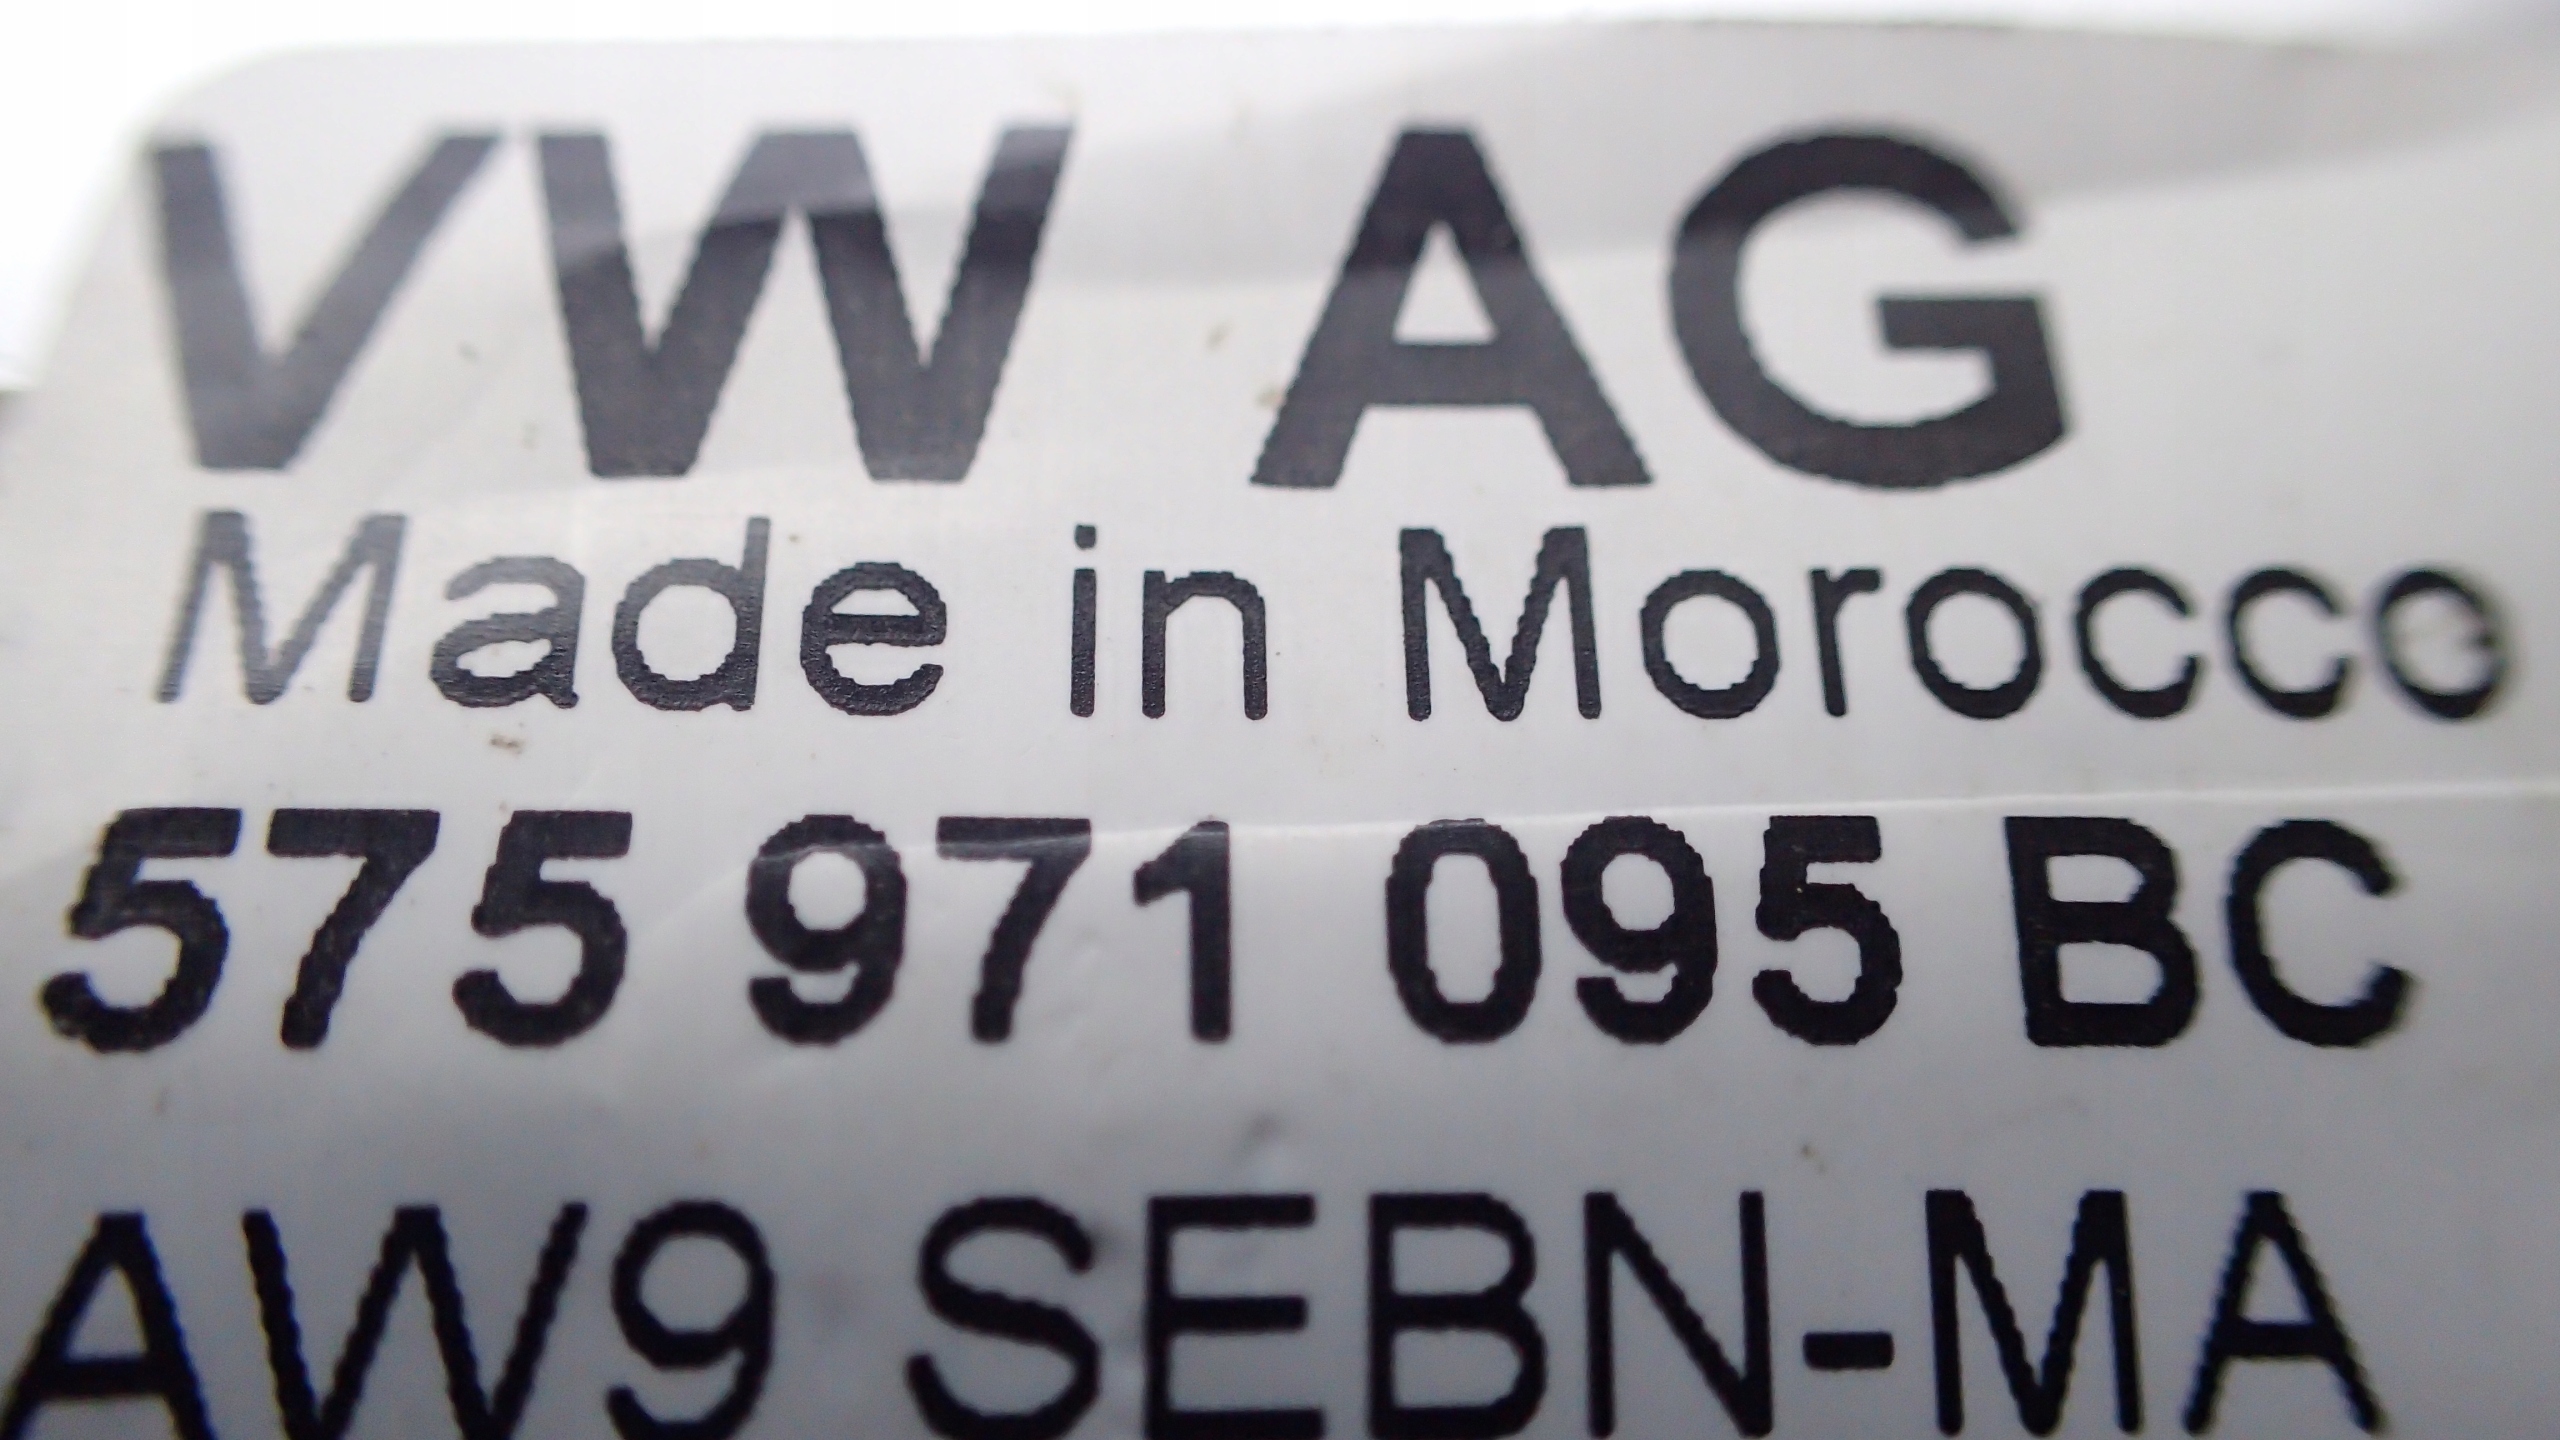 VW AG
Made in Morocco
575 971 095 BC
AW9 SEBN-MA